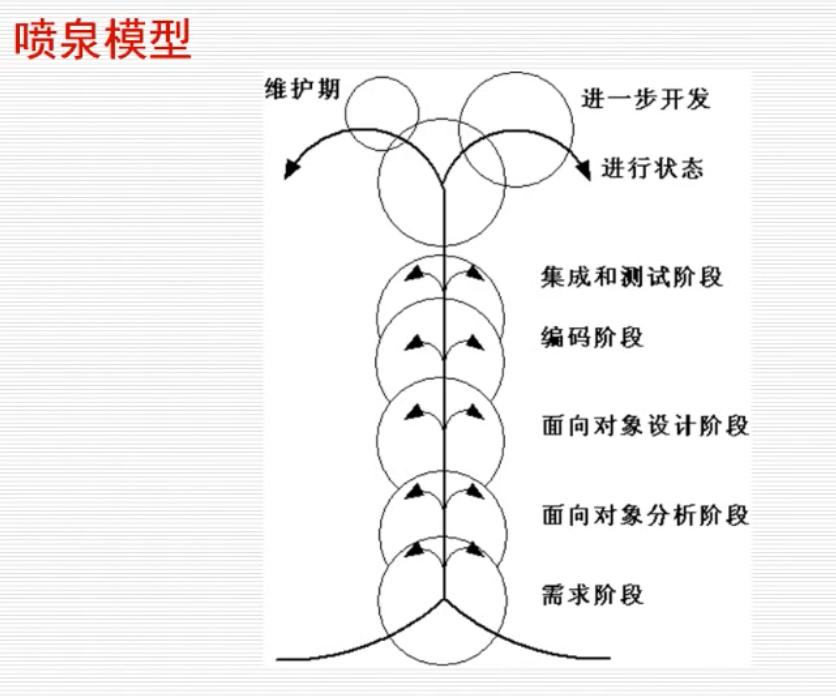 喷泉模型
维护期
进一步开发
进行状态
集成和测试阶段
编码阶段
面向对象设计阶段
面向对象分析阶段
需求阶段